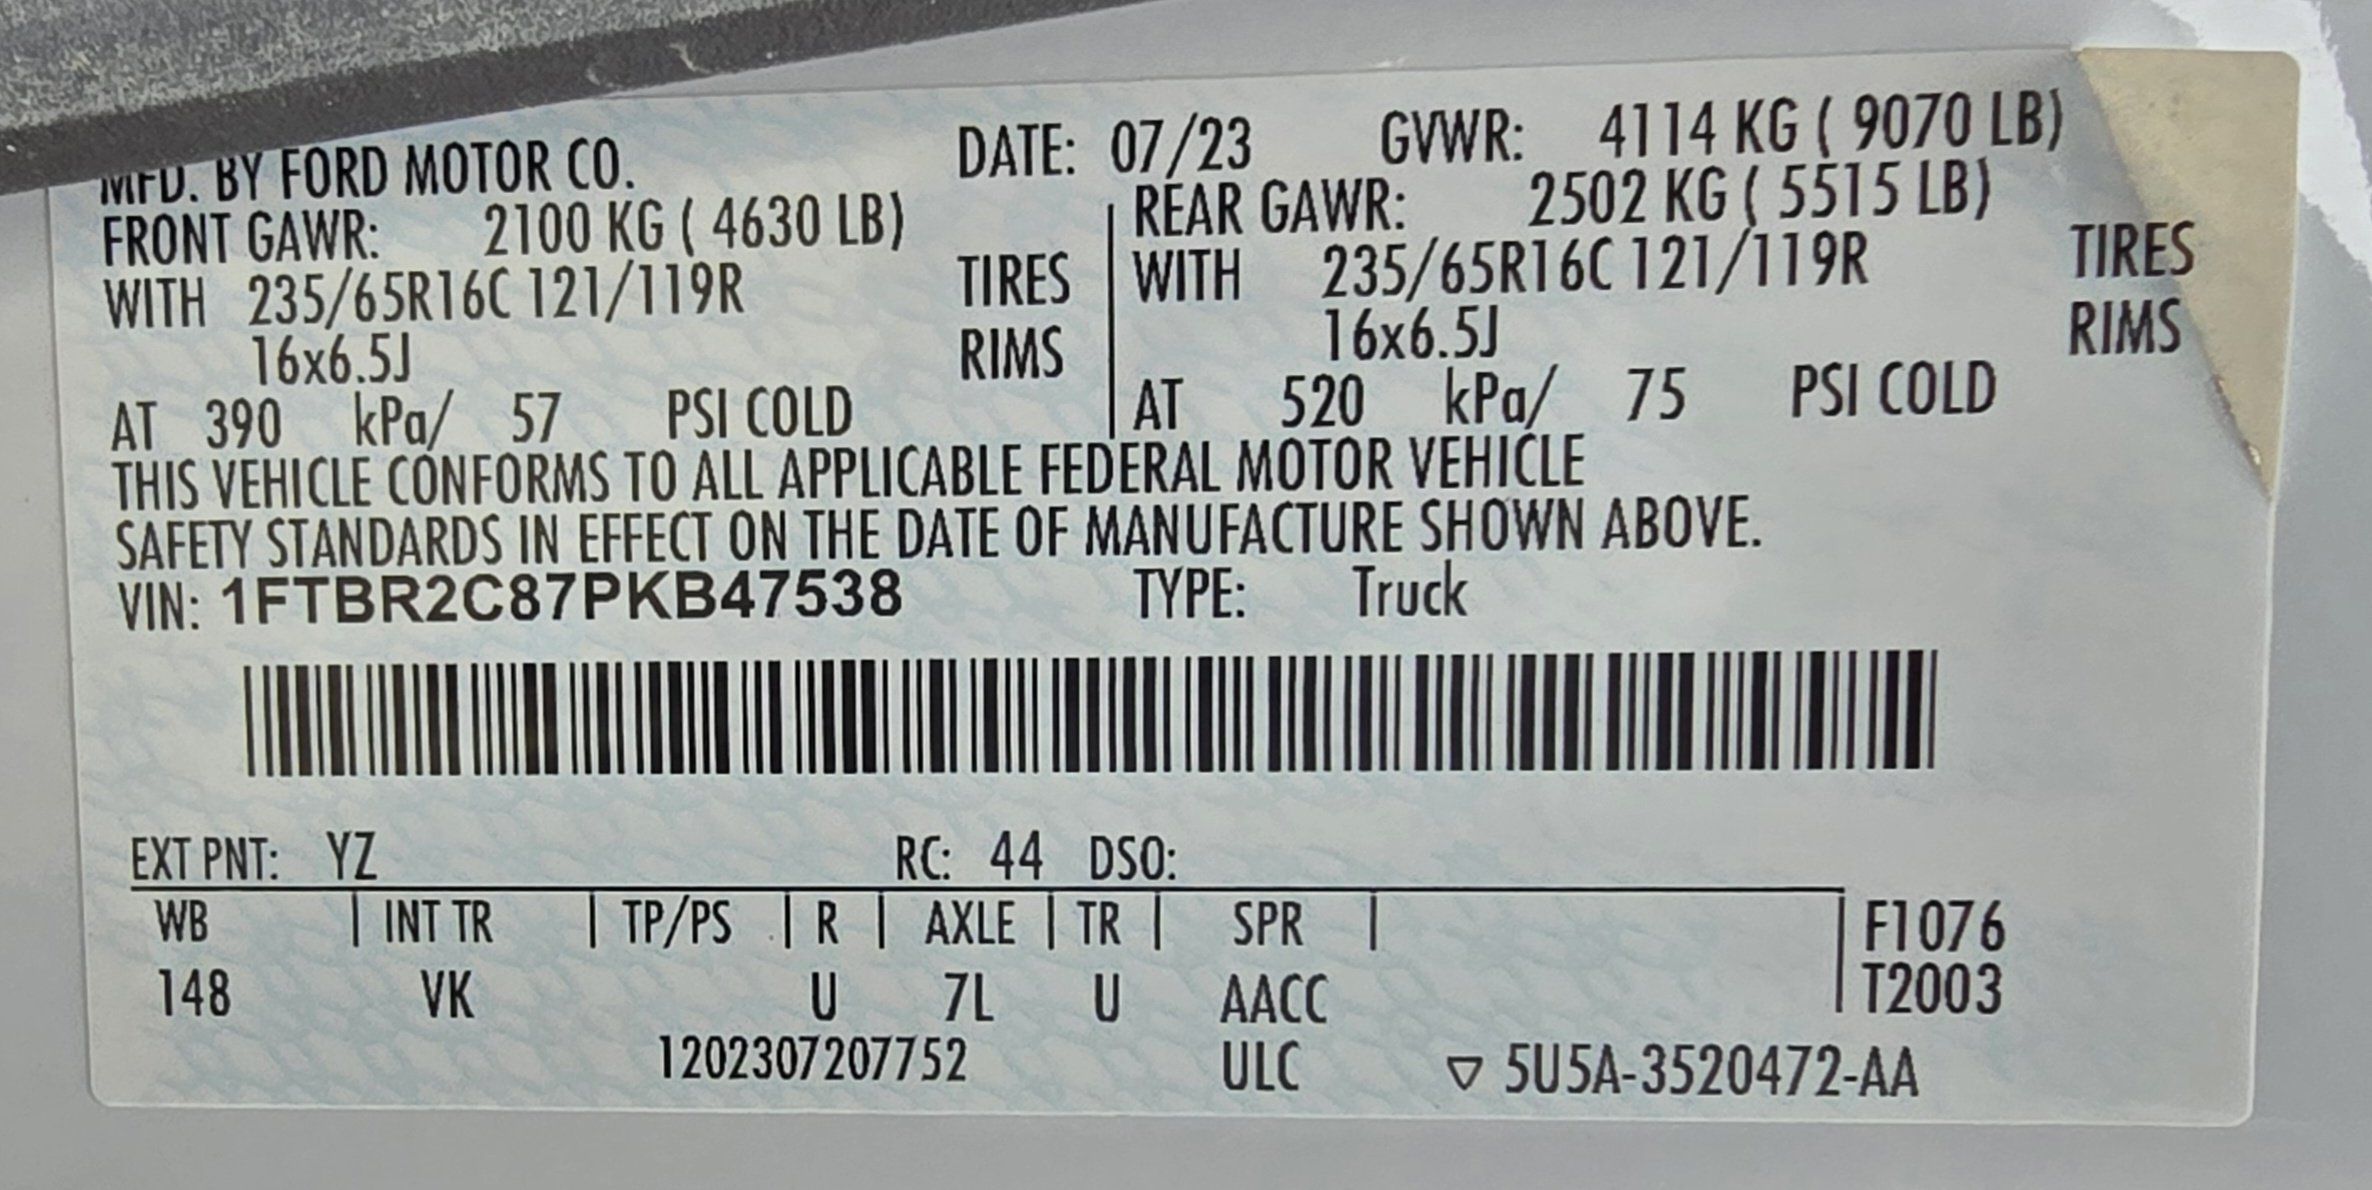 MFD. BY FORD MOTOR CO. DATE: 07/23 GVWR: 4114 KG ( 9070 LB)
FRONT GAWR: 2100 KG ( 4630 LB)
WITH 235/65R16C 121/119R TIRES
16x6.5J RIMS
AT 390 kPa/ 57 PSI COLD
REAR GAWR: 2502 KG ( 5515 LB)
WITH 235/65R16C 121/119R TIRES
16x6.5J RIMS
AT 520 kPa/ 75 PSI COLD
THIS VEHICLE CONFORMS TO ALL APPLICABLE FEDERAL MOTOR VEHICLE
SAFETY STANDARDS IN EFFECT ON THE DATE OF MANUFACTURE SHOWN ABOVE.
VIN: 1FTBR2C87PKB47538 TYPE: Truck
EXT PNT: YZ RC: 44 DSO:
WB | INT TR | TP/PS | R | AXLE | TR | SPR | F1076
148 VK U 7L U AACC T2003
1202307207752 ULC ▽ 5U5A-3520472-AA